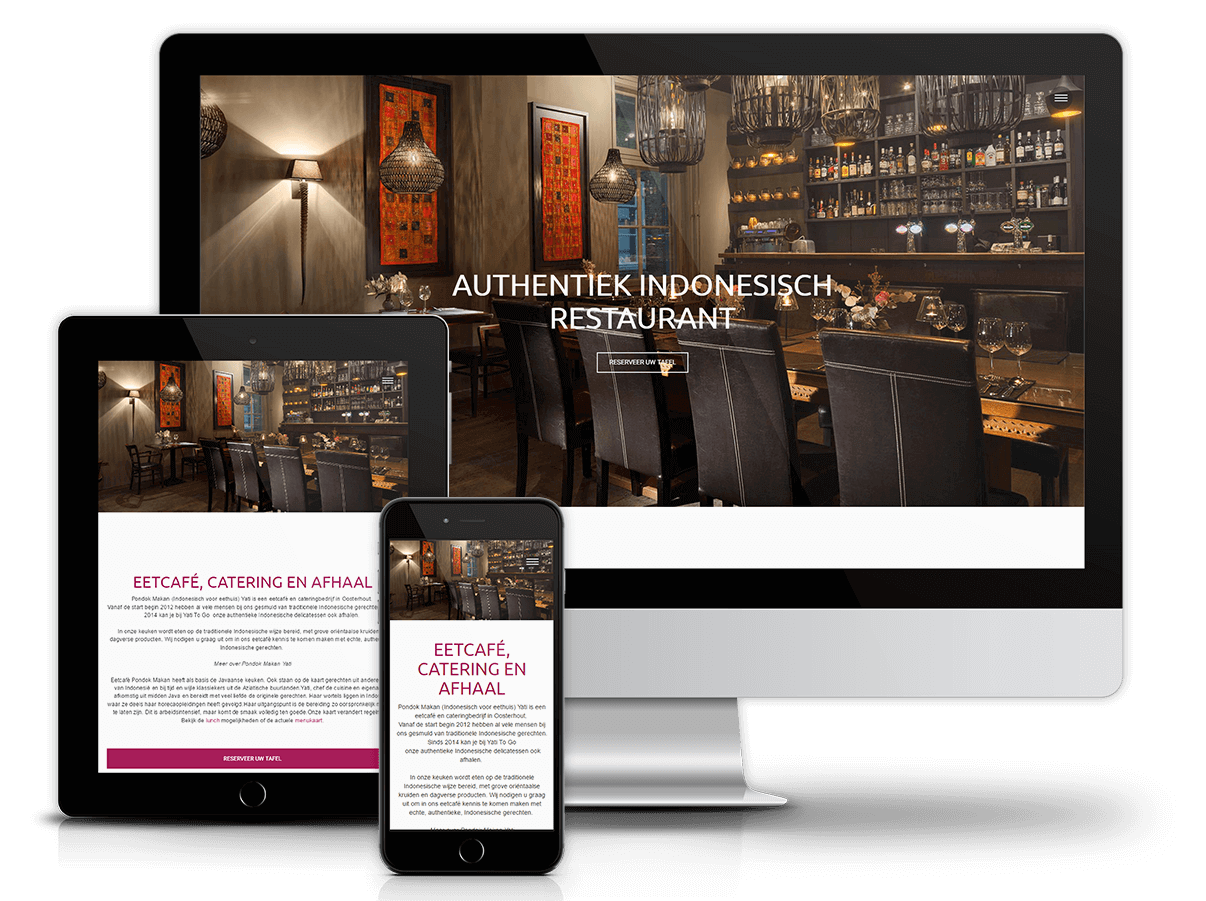 AUTHENTIEK INDONESISCH
RESTAURANT
RESERVEER UW TAFEL
EETCAFÉ, CATERING EN AFHAAL
Pondok Makan (Indonesisch voor eethuis) Yati is een eetcafé en cateringbedrijf in Oosterhout.
Vanaf de start begin 2012 hebben al vele mensen bij ons gesmuld van traditionele Indonesische gerechten
2014 kan je bij Yati To Go onze authentieke Indonesische delicatessen ook afhalen.
In onze keuken wordt eten op de traditionele Indonesische wijze bereid, met grove oriëntaalse kruiden
dagverse producten. Wij nodigen u graag uit om in ons eetcafé kennis te komen maken met echte,
Indonesische gerechten.
Meer over Pondok Makan Yati
Eetcafé Pondok Makan heeft als basis de Javaanse keuken. Ook staan op de kaart gerechten uit andere
van Indonesië en bij tijd en wijle klassiekers uit de Aziatische buurlanden. Yati, chef de cuisine en
afkomstig uit midden Java en bereidt met veel liefde de originele gerechten. Haar wortels liggen in
waar ze deels haar horecaopleidingen heeft gevolgd. Haar uitgangspunt is de bereiding zo oorspronkelijk
te laten zijn. Dit is arbeidsintensief, maar komt de smaak volledig ten goede. Onze kaart verandert
Bekijk de lunch mogelijkheden of de actuele menukaart.
RESERVEER UW TAFEL
EETCAFÉ,
CATERING EN
AFHAAL
Pondok Makan (Indonesisch voor eethuis) Yati is een
eetcafé en cateringbedrijf in Oosterhout.
Vanaf de start begin 2012 hebben al vele mensen bij
ons gesmuld van traditionele Indonesische gerechten.
Sinds 2014 kan je bij Yati To Go
onze authentieke Indonesische delicatessen ook
afhalen.
In onze keuken wordt eten op de traditionele
Indonesische wijze bereid, met grove oriëntaalse
kruiden en dagverse producten. Wij nodigen u graag
uit om in ons eetcafé kennis te komen maken met
echte, authentieke, Indonesische gerechten.
Meer over Pondok Makan Yati